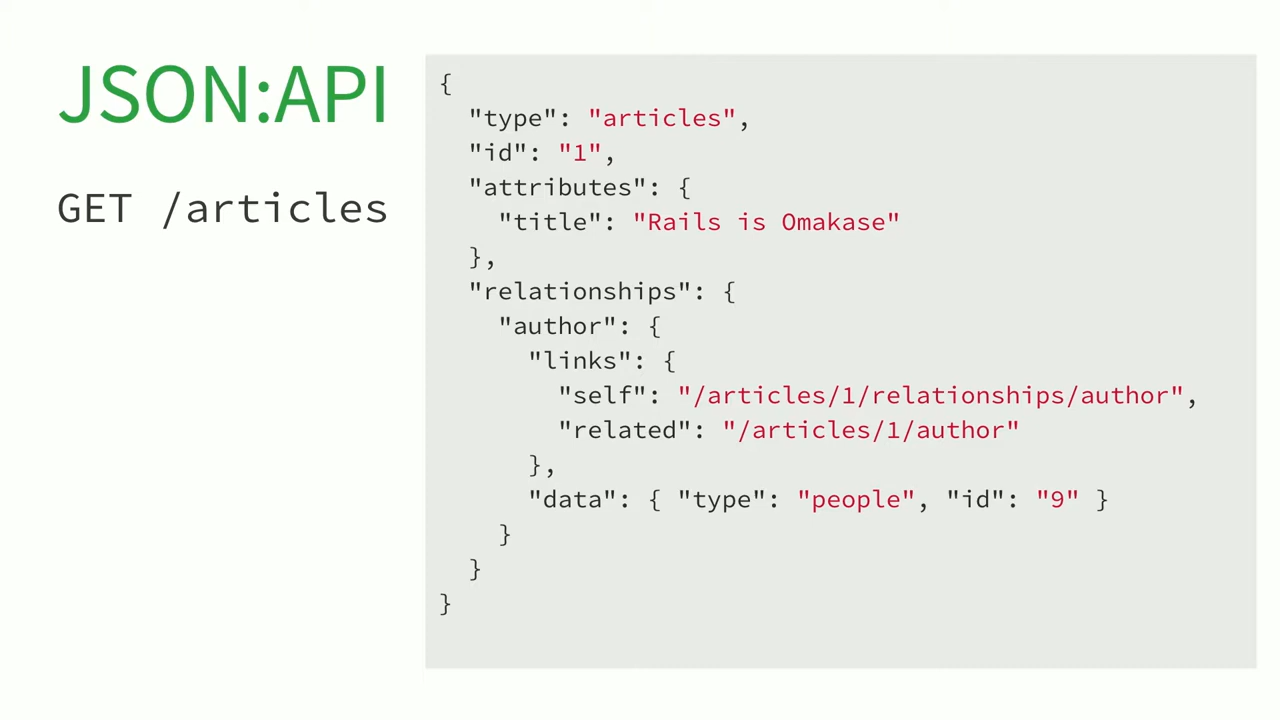 JSON:API
GET /articles
{
  "type": "articles",
  "id": "1",
  "attributes": {
    "title": "Rails is Omakase"
  },
  "relationships": {
    "author": {
      "links": {
        "self": "/articles/1/relationships/author",
        "related": "/articles/1/author"
      },
      "data": { "type": "people", "id": "9" }
    }
  }
}